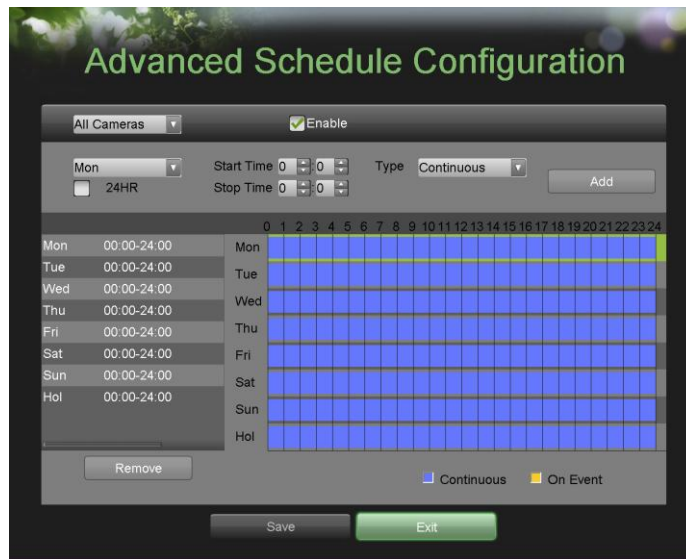 Advanced Schedule Configuration
All Cameras Enable
Mon Start Time 0 : 0 Type Continuous
24HR Stop Time 0 : 0 Add
0 1 2 3 4 5 6 7 8 9 10 11 12 13 14 15 16 17 18 19 20 21 22 23 24
Mon 00:00-24:00 Mon
Tue 00:00-24:00 Tue
Wed 00:00-24:00 Wed
Thu 00:00-24:00 Thu
Fri 00:00-24:00 Fri
Sat 00:00-24:00 Sat
Sun 00:00-24:00 Sun
Hol 00:00-24:00 Hol
Remove Continuous On Event
Save Exit